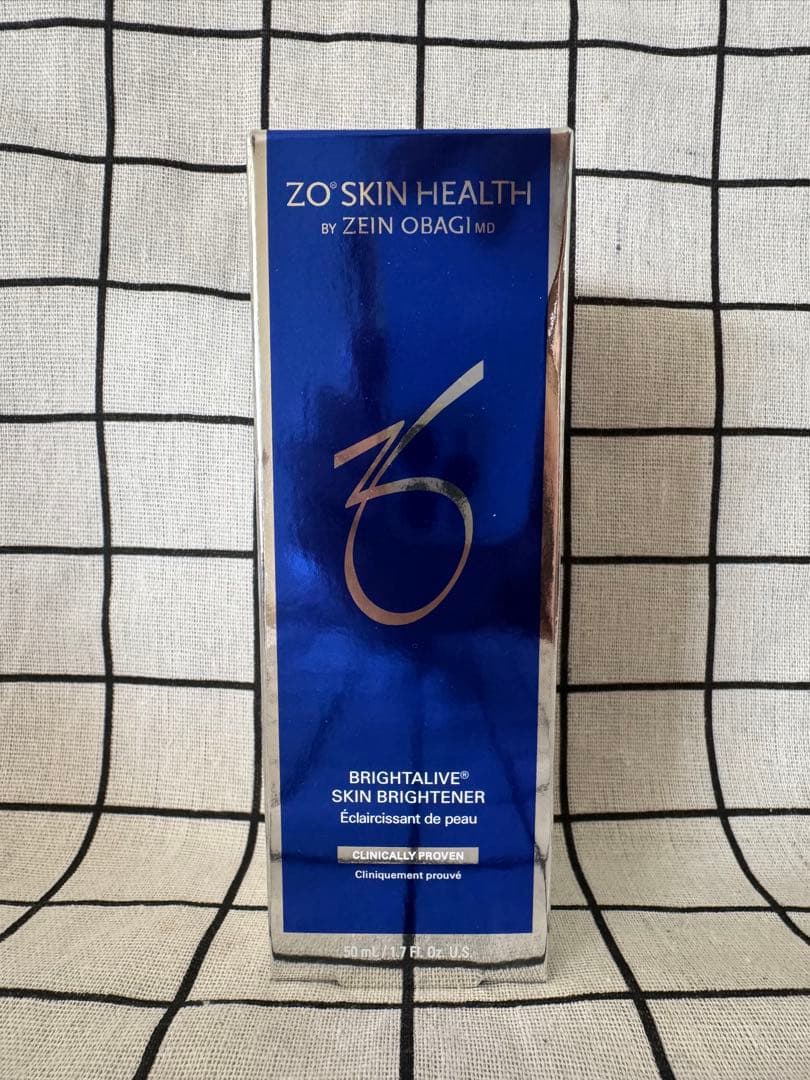 ZO® SKIN HEALTH
BY ZEIN OBAGI MD
BRIGHTALIVE®
SKIN BRIGHTENER
Éclaircissant de peau
CLINICALLY PROVEN
Cliniquement prouvé
50 mL / 1.7 Fl. Oz. U.S.